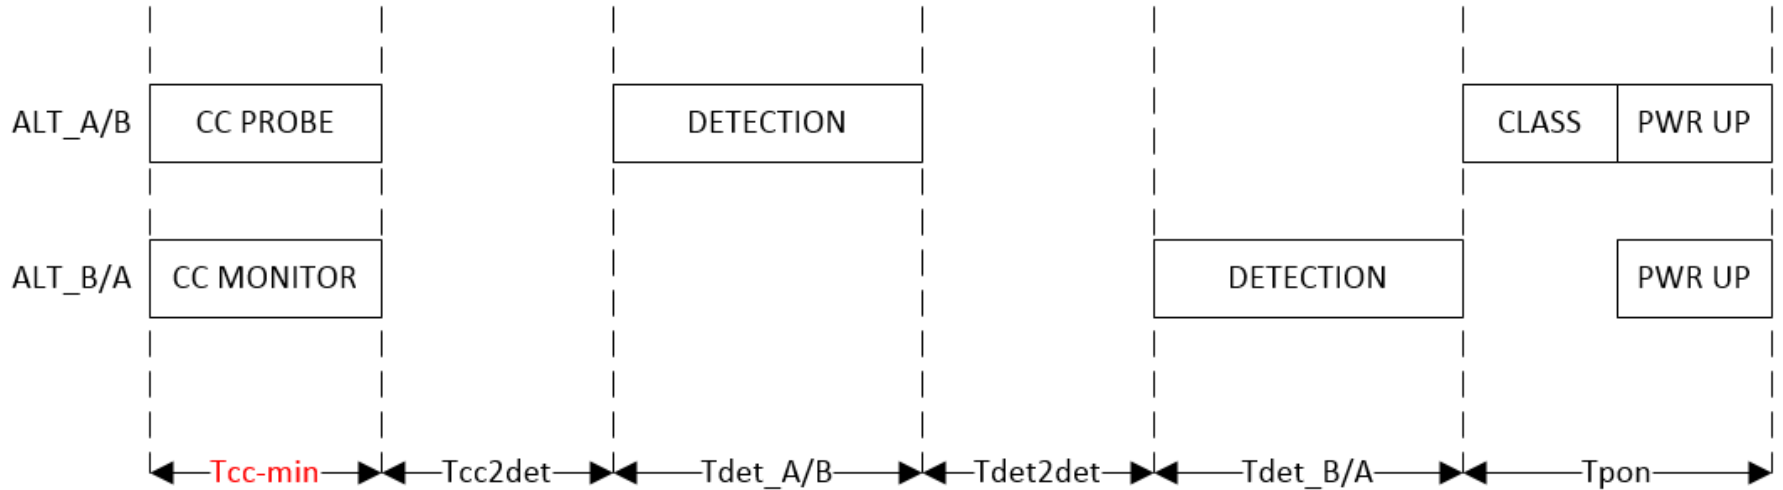 ALT_A/B CC PROBE DETECTION CLASS PWR UP
ALT_B/A CC MONITOR DETECTION PWR UP
Tcc-min Tcc2det Tdet_A/B Tdet2det Tdet_B/A Tpon